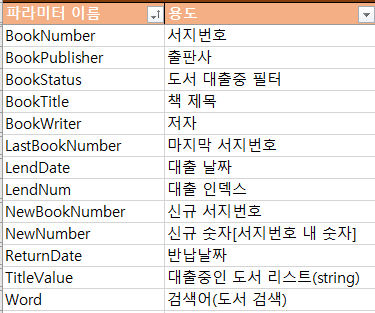 파라미터 이름 용도
BookNumber 서지번호
BookPublisher 출판사
BookStatus 도서 대출중 필터
BookTitle 책 제목
BookWriter 저자
LastBookNumber 마지막 서지번호
LendDate 대출 날짜
LendNum 대출 인덱스
NewBookNumber 신규 서지번호
NewNumber 신규 숫자[서지번호 내 숫자]
ReturnDate 반납날짜
TitleValue 대출중인 도서 리스트(string)
Word 검색어(도서 검색)